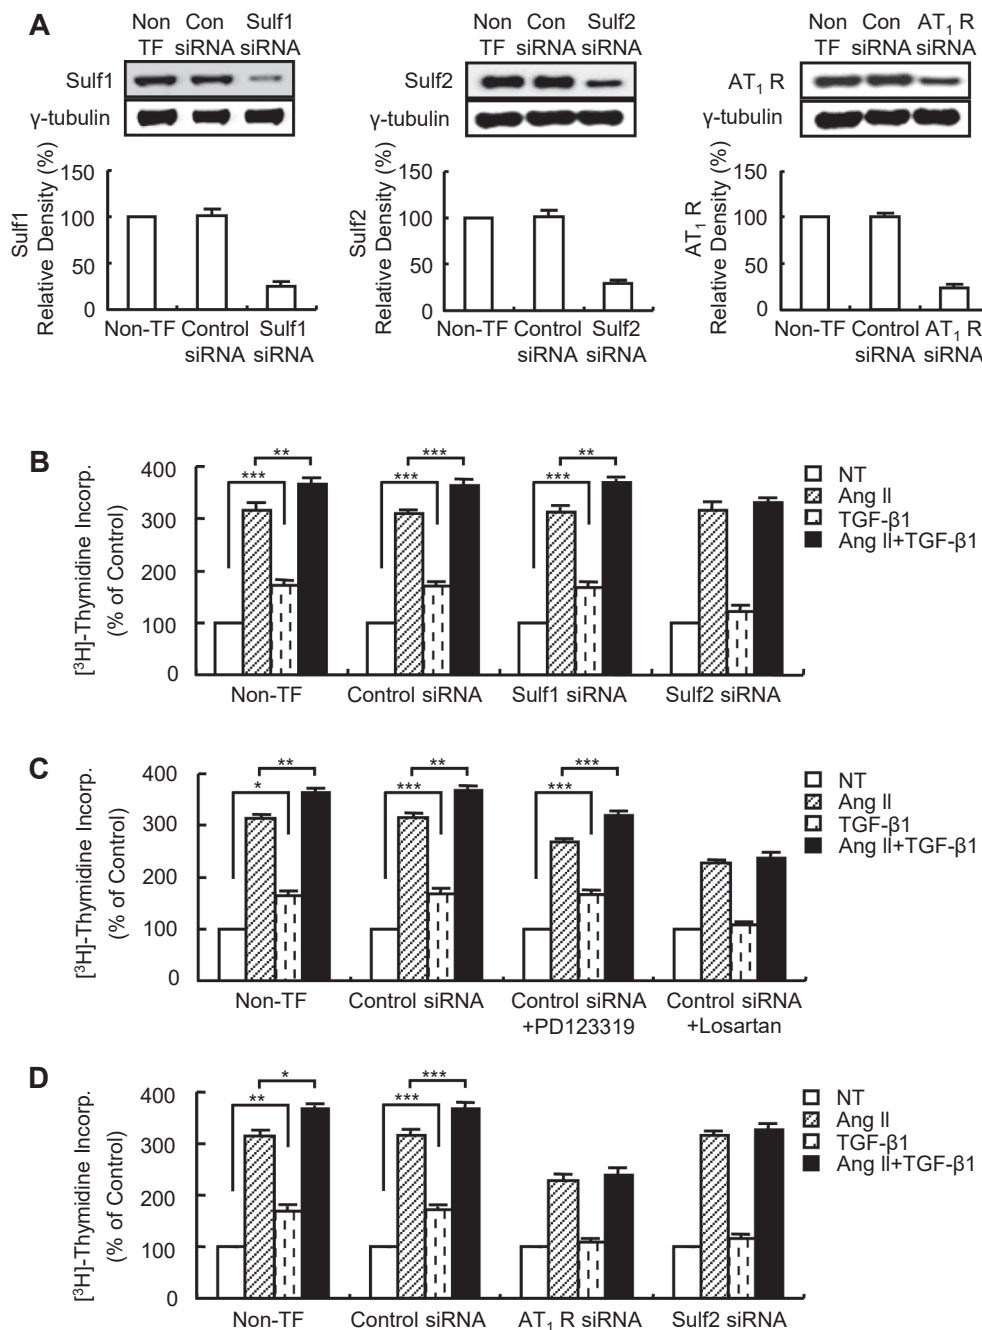 A
Non Con Sulf1
TF siRNA siRNA
Sulf1
γ-tubulin
Sulf1
Relative Density (%)
150
100
50
0
Non-TF Control Sulf1
siRNA siRNA
Non Con Sulf2
TF siRNA siRNA
Sulf2
γ-tubulin
Sulf2
Relative Density (%)
150
100
50
0
Non-TF Control Sulf2
siRNA siRNA
Non Con AT₁ R
TF siRNA siRNA
AT₁ R
γ-tubulin
AT₁ R
Relative Density (%)
150
100
50
0
Non-TF Control AT₁ R
siRNA siRNA
B
[³H]-Thymidine Incorp.
(% of Control)
400
300
200
100
0
** *** **
*** *** ***
Non-TF Control siRNA Sulf1 siRNA Sulf2 siRNA
NT
Ang II
TGF-β1
Ang II+TGF-β1
C
[³H]-Thymidine Incorp.
(% of Control)
400
300
200
100
0
** ** ***
* *** ***
Non-TF Control siRNA Control siRNA Control siRNA
+PD123319 +Losartan
NT
Ang II
TGF-β1
Ang II+TGF-β1
D
[³H]-Thymidine Incorp.
(% of Control)
400
300
200
100
0
* ***
** ***
Non-TF Control siRNA AT₁ R siRNA Sulf2 siRNA
NT
Ang II
TGF-β1
Ang II+TGF-β1